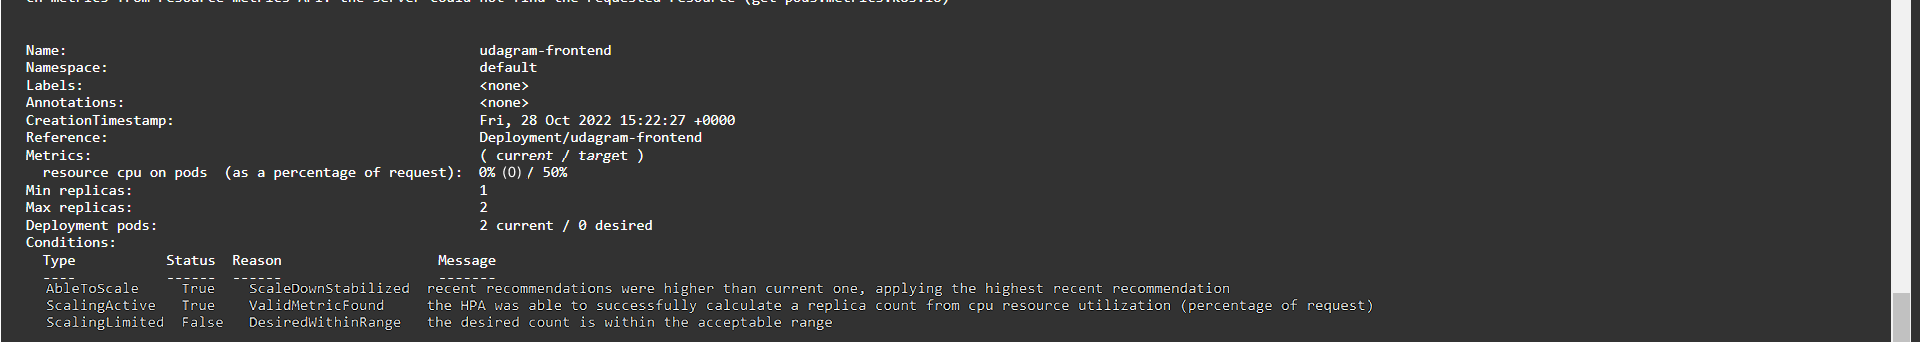 Name: udagram-frontend
Namespace: default
Labels: <none>
Annotations: <none>
CreationTimestamp: Fri, 28 Oct 2022 15:22:27 +0000
Reference: Deployment/udagram-frontend
Metrics: ( current / target )
resource cpu on pods (as a percentage of request): 0% (0) / 50%
Min replicas: 1
Max replicas: 2
Deployment pods: 2 current / 0 desired
Conditions:
Type Status Reason Message
---- ------ ------ -------
AbleToScale True ScaleDownStabilized recent recommendations were higher than current one, applying the highest recent recommendation
ScalingActive True ValidMetricFound the HPA was able to successfully calculate a replica count from cpu resource utilization (percentage of request)
ScalingLimited False DesiredWithinRange the desired count is within the acceptable range